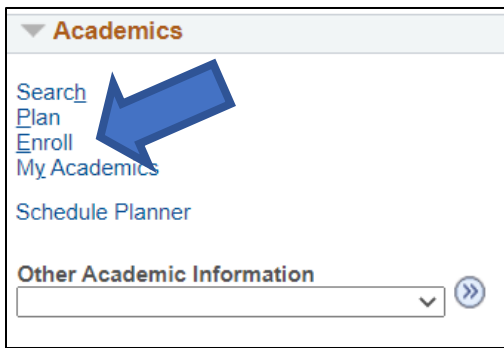 Academics
Search
Plan
Enroll
My Academics
Schedule Planner
Other Academic Information